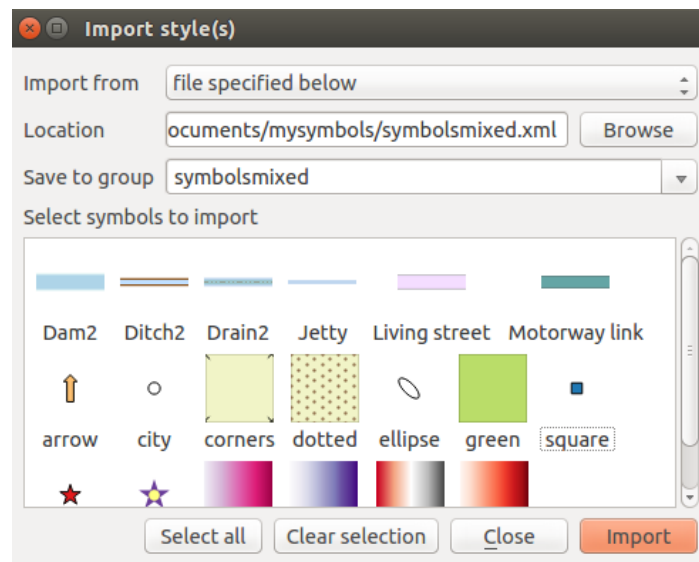 Import style(s)
Import from file specified below
Location ocuments/mysymbols/symbolsmixed.xml Browse
Save to group symbolsmixed
Select symbols to import
Dam2 Ditch2 Drain2 Jetty Living street Motorway link
arrow city corners dotted ellipse green square
Select all Clear selection Close Import